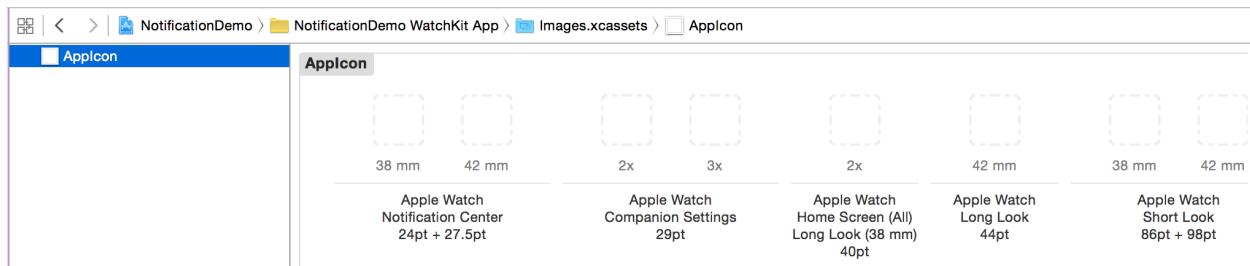 NotificationDemo NotificationDemo WatchKit App Images.xcassets AppIcon
AppIcon
AppIcon
38 mm 42 mm 2x 3x 2x 42 mm 38 mm 42 mm
Apple Watch
Notification Center
24pt + 27.5pt
Apple Watch
Companion Settings
29pt
Apple Watch
Home Screen (All)
Long Look (38 mm)
40pt
Apple Watch
Long Look
44pt
Apple Watch
Short Look
86pt + 98pt